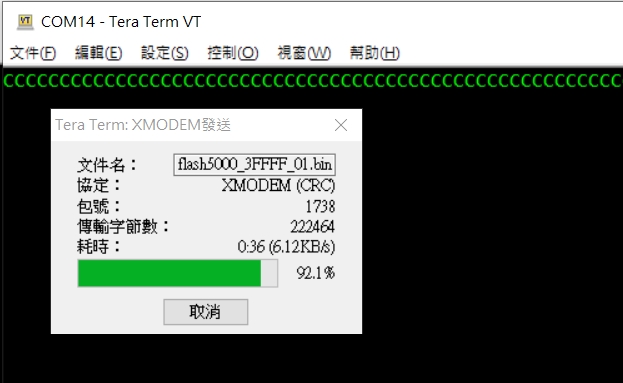 COM14 - Tera Term VT
文件(F) 編輯(E) 設定(S) 控制(O) 視窗(W) 幫助(H)
CCCCCCCCCCCCCCCCCCCCCCCCCCCCCCCCCCCCCCCCCCCCCCCCCCCCCCC
Tera Term: XMODEM發送
文件名： flash5000_3FFFF_01.bin
協定： XMODEM (CRC)
包號： 1738
傳輸字節數： 222464
耗時： 0:36 (6.12KB/s)
92.1%
取消